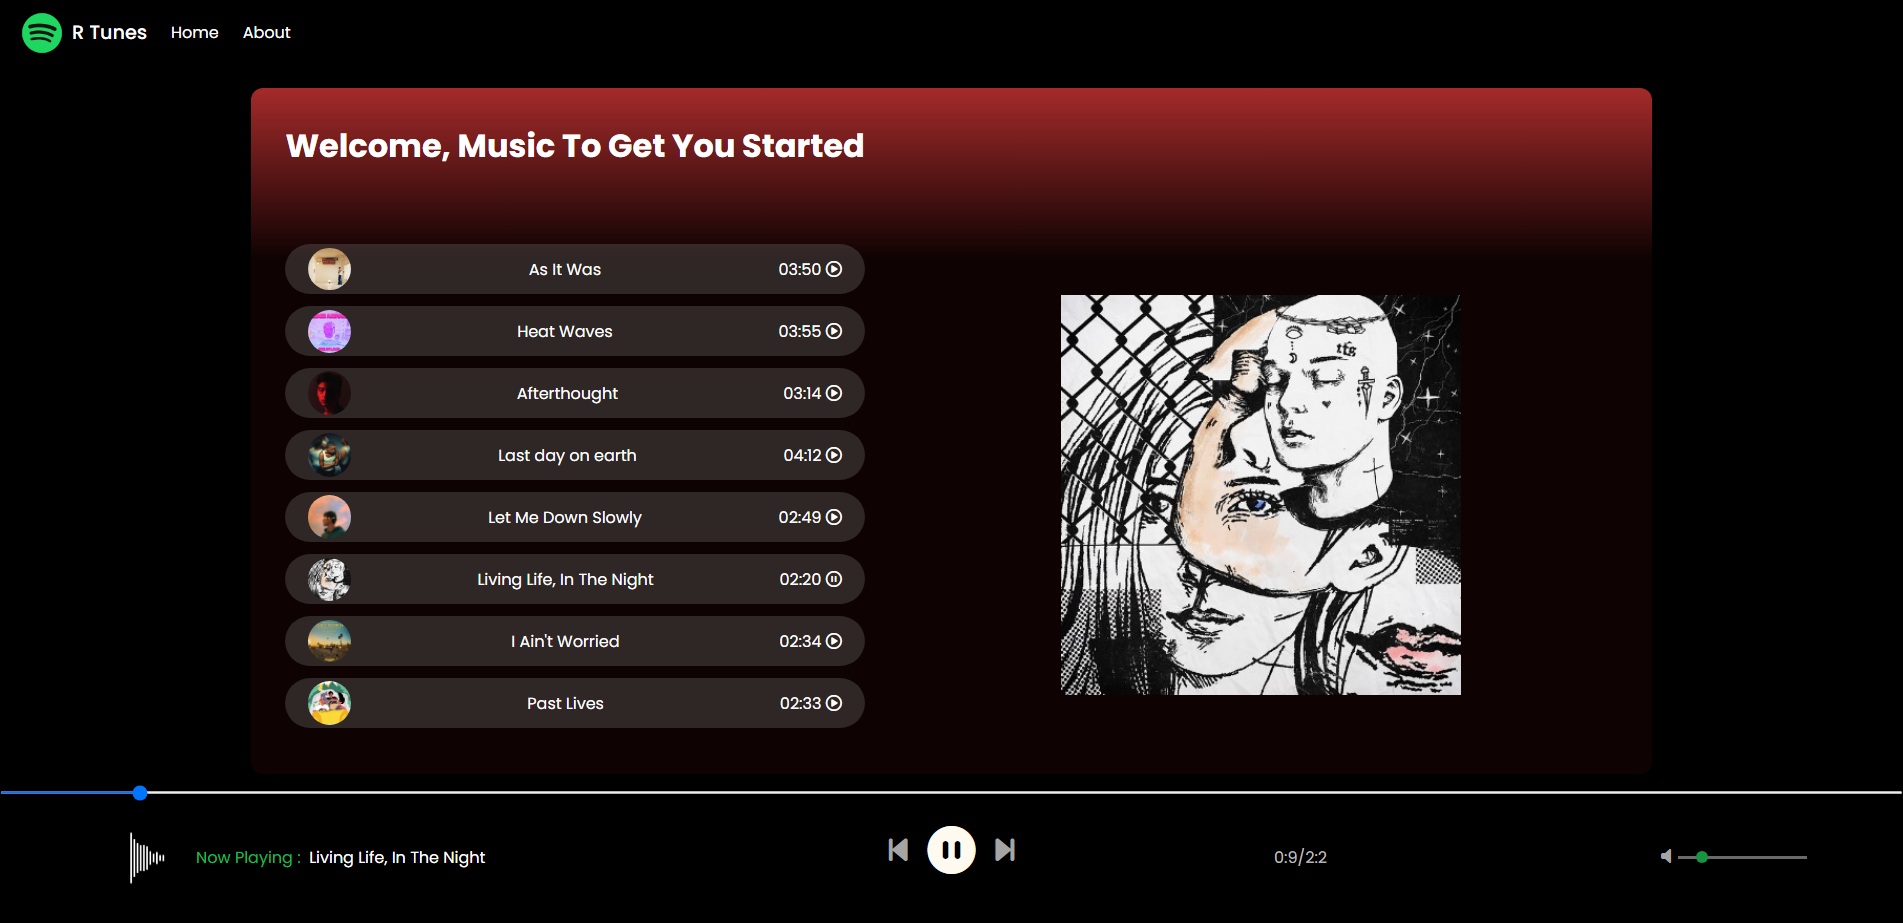 R Tunes Home About
Welcome, Music To Get You Started
As It Was 03:50
Heat Waves 03:55
Afterthought 03:14
Last day on earth 04:12
Let Me Down Slowly 02:49
Living Life, In The Night 02:20
I Ain't Worried 02:34
Past Lives 02:33
ttg
Now Playing : Living Life, In The Night 0:9/2:2